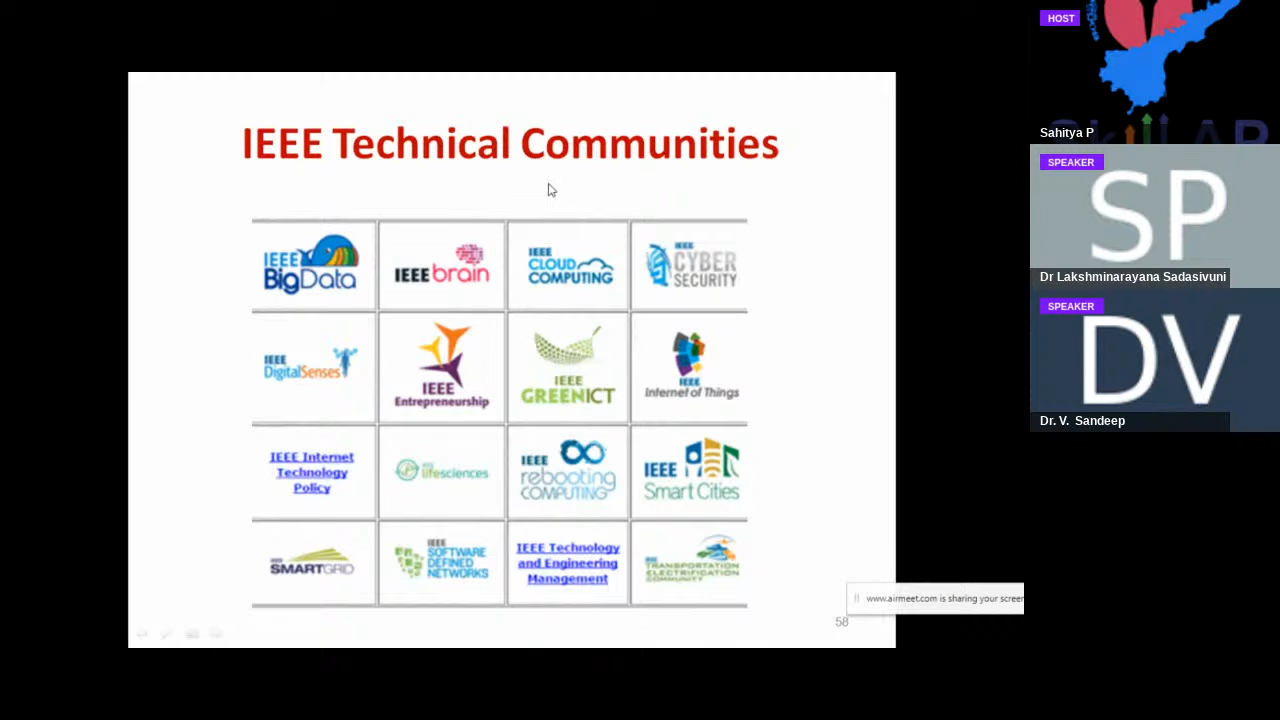 IEEE Technical Communities
IEEE
BigData
IEEE brain
IEEE
CLOUD
COMPUTING
IEEE
CYBER
SECURITY
IEEE
DigitalSenses
IEEE
Entrepreneurship
IEEE
GREENICT
IEEE
Internet of Things
IEEE Internet
Technology
Policy
lifesciences
IEEE
rebooting
COMPUTING
IEEE
Smart Cities
SMARTGRID
IEEE
SOFTWARE
DEFINED
NETWORKS
IEEE Technology
and Engineering
Management
IEEE
TRANSPORTATION
ELECTRIFICATION
COMMUNITY
www.airmeet.com is sharing your screen
58
HOST
Sahitya P
SPEAKER
SP
Dr Lakshminarayana Sadasivuni
SPEAKER
DV
Dr. V. Sandeep